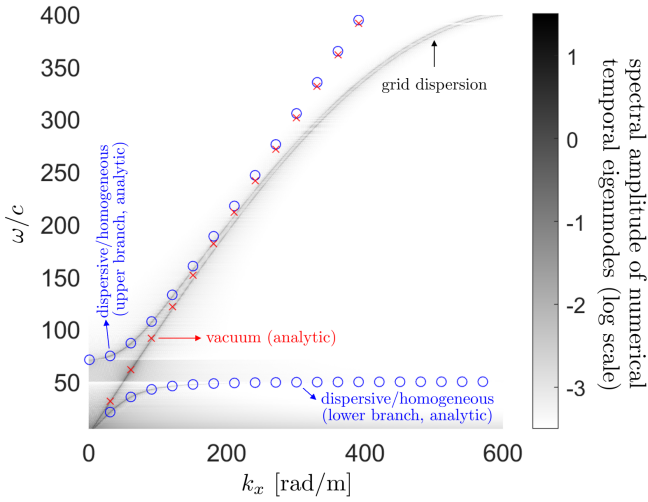 400
350
300
250
200
150
100
50
ω/c
0
200
400
600
k_x [rad/m]
grid dispersion
dispersive/homogeneous
(upper branch, analytic)
vacuum (analytic)
dispersive/homogeneous
(lower branch, analytic)
1
0
-1
-2
-3
spectral amplitude of numerical
temporal eigenmodes (log scale)